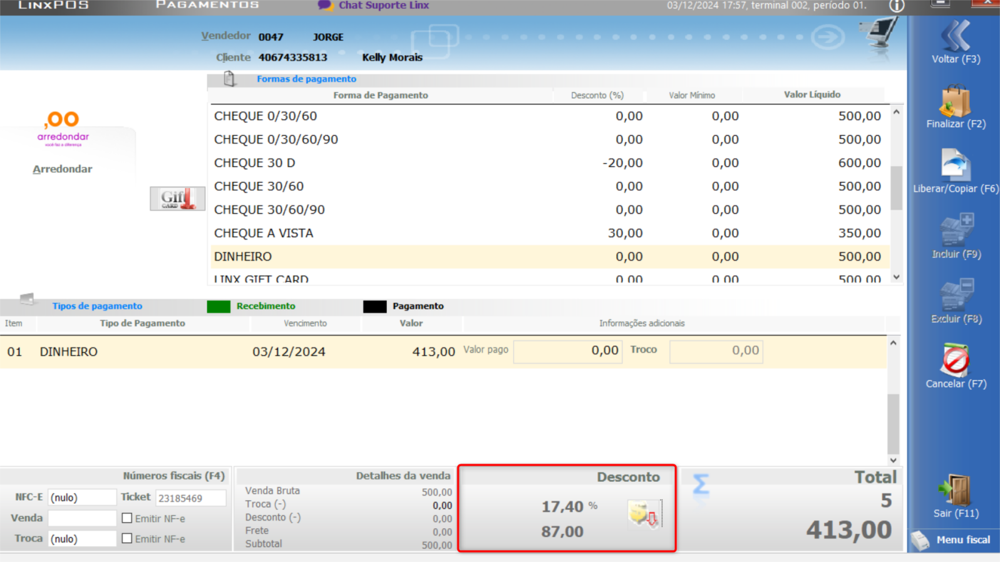 LINXPOS PAGAMENTOS Chat Suporte Linx 03/12/2024 17:57, terminal 002, período 01.
Vendedor 0047 JORGE
Cliente 40674335813 Kelly Morais
Voltar (F3)
Formas de pagamento
Forma de Pagamento Desconto (%) Valor Mínimo Valor Líquido
CHEQUE 0/30/60 0,00 0,00 500,00
CHEQUE 0/30/60/90 0,00 0,00 500,00
CHEQUE 30 D -20,00 0,00 600,00
CHEQUE 30/60 0,00 0,00 500,00
CHEQUE 30/60/90 0,00 0,00 500,00
CHEQUE A VISTA 30,00 0,00 350,00
DINHEIRO 0,00 0,00 500,00
LINX GIFT CARD 0,00 0,00 500,00
,00
arredondar
você faz a diferença
Arredondar
Gift
CARD
Finalizar (F2)
Liberar/Copiar (F6)
Incluir (F9)
Excluir (F8)
Cancelar (F7)
Tipos de pagamento Recebimento Pagamento
Item Tipo de Pagamento Vencimento Valor Informações adicionais
01 DINHEIRO 03/12/2024 413,00 Valor pago 0,00 Troco 0,00
Números fiscais (F4)
NFC-E (nulo) Ticket 23185469
Venda Emitir NF-e
Troca (nulo) Emitir NF-e
Detalhes da venda
Venda Bruta 500,00
Troca (-) 0,00
Desconto (-) 0,00
Frete 0,00
Subtotal 500,00
Desconto
17,40 %
87,00
Σ Total
5
413,00
Sair (F11)
Menu fiscal